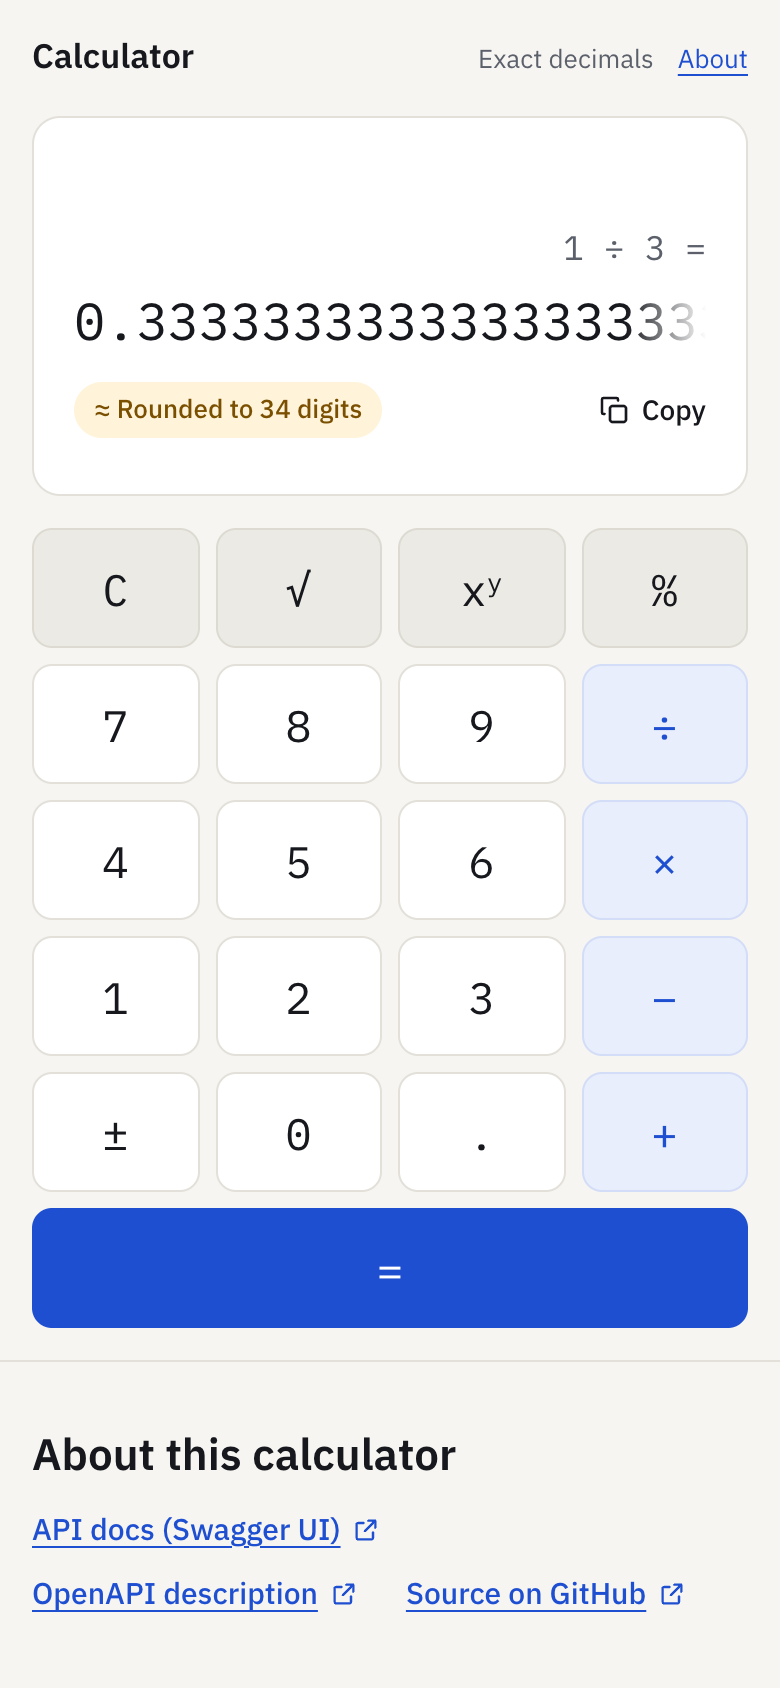 Calculator
Exact decimals About
1 ÷ 3 =
0.333333333333333333
≈ Rounded to 34 digits
Copy
C √ xʸ %
7 8 9 ÷
4 5 6 ×
1 2 3 −
± 0 . +
=
About this calculator
API docs (Swagger UI)
OpenAPI description Source on GitHub